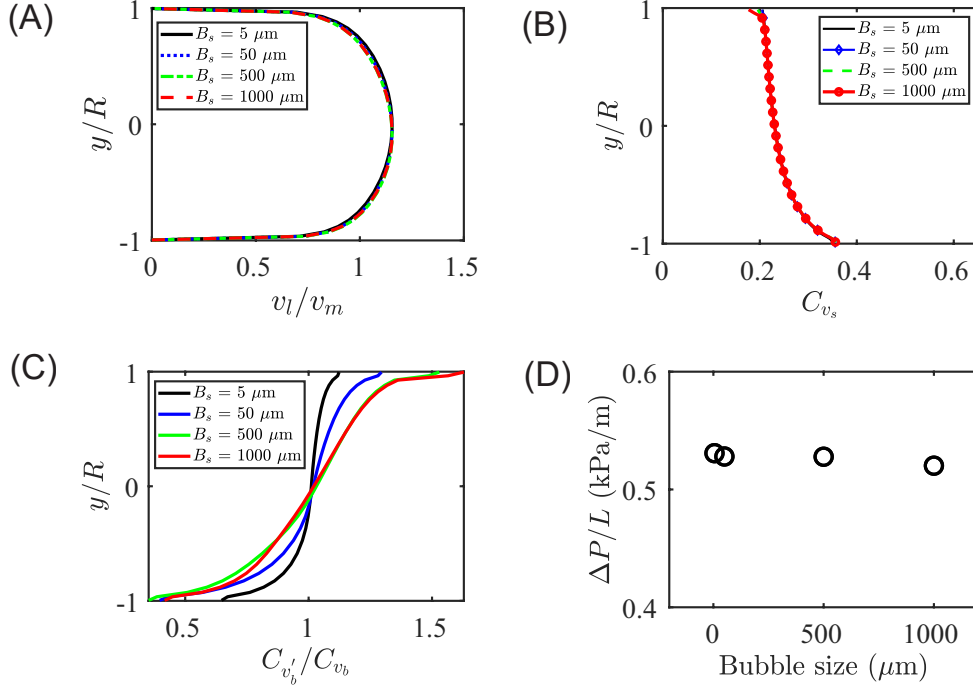 (A)
1
0
-1
y/R
B_s = 5 μm
B_s = 50 μm
B_s = 500 μm
B_s = 1000 μm
0
0.5
1
1.5
v_l/v_m
(B)
1
0
-1
y/R
B_s = 5 μm
B_s = 50 μm
B_s = 500 μm
B_s = 1000 μm
0
0.2
0.4
0.6
C_{v_s}
(C)
1
0
-1
y/R
B_s = 5 μm
B_s = 50 μm
B_s = 500 μm
B_s = 1000 μm
0.5
1
1.5
C_{v_b'}/C_{v_b}
(D)
0.6
0.5
0.4
ΔP/L (kPa/m)
0
500
1000
Bubble size (μm)